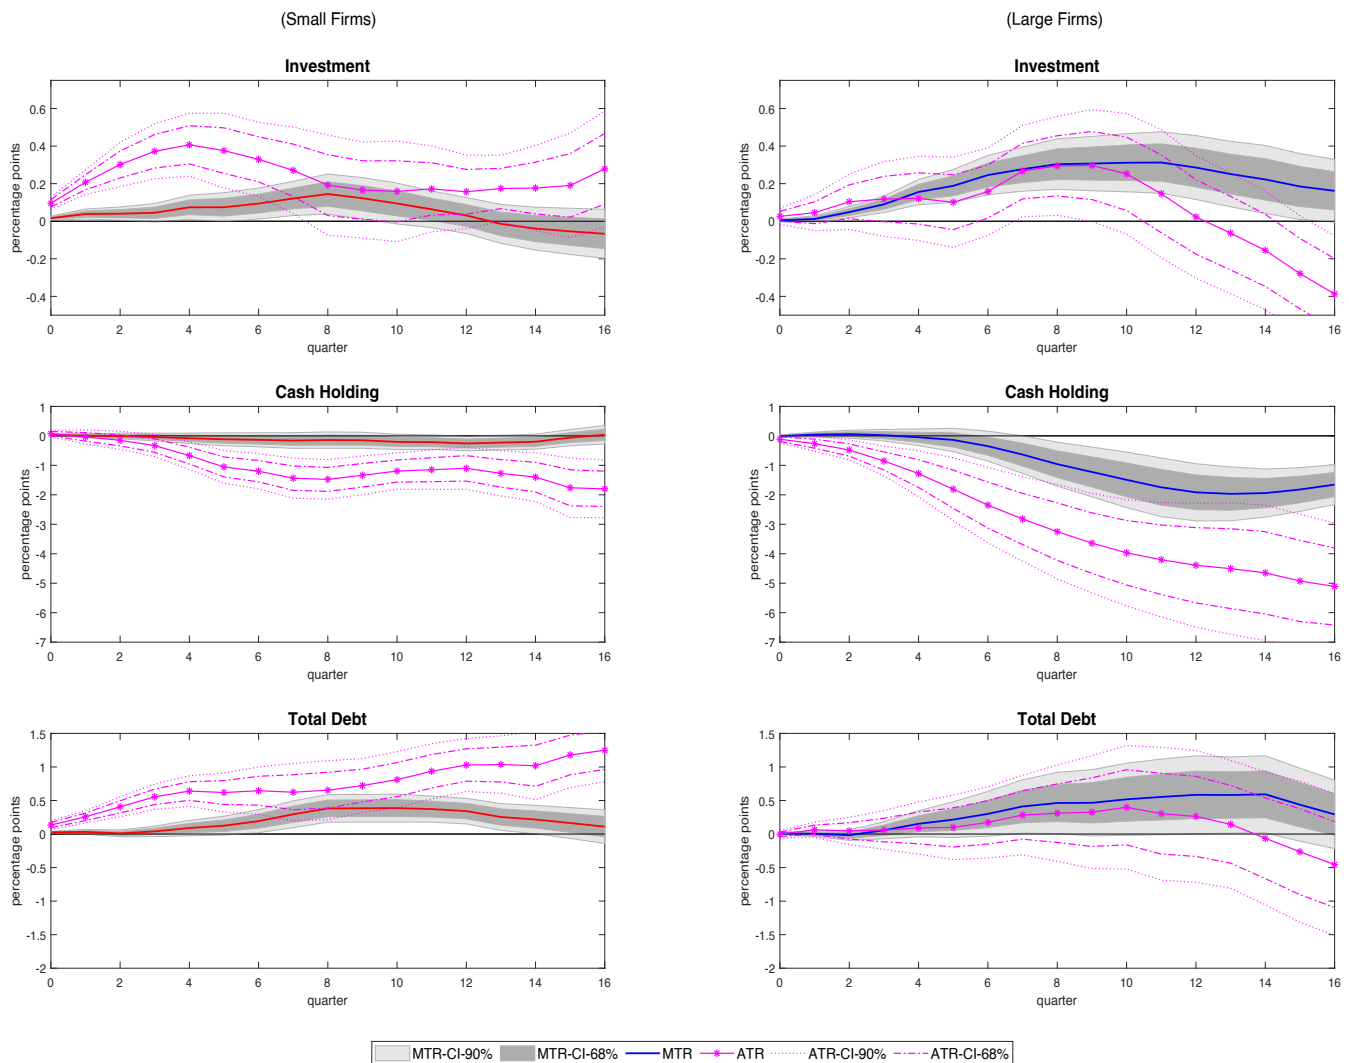 (Small Firms)
(Large Firms)
Investment
percentage points
0.6
0.4
0.2
0
-0.2
-0.4
0 2 4 6 8 10 12 14 16
quarter
Investment
percentage points
0.6
0.4
0.2
0
-0.2
-0.4
0 2 4 6 8 10 12 14 16
quarter
Cash Holding
percentage points
1
0
-1
-2
-3
-4
-5
-6
-7
0 2 4 6 8 10 12 14 16
quarter
Cash Holding
percentage points
1
0
-1
-2
-3
-4
-5
-6
-7
0 2 4 6 8 10 12 14 16
quarter
Total Debt
percentage points
1.5
1
0.5
0
-0.5
-1
-1.5
-2
0 2 4 6 8 10 12 14 16
quarter
Total Debt
percentage points
1.5
1
0.5
0
-0.5
-1
-1.5
-2
0 2 4 6 8 10 12 14 16
quarter
MTR-CI-90% MTR-CI-68% MTR ATR ATR-CI-90% ATR-CI-68%